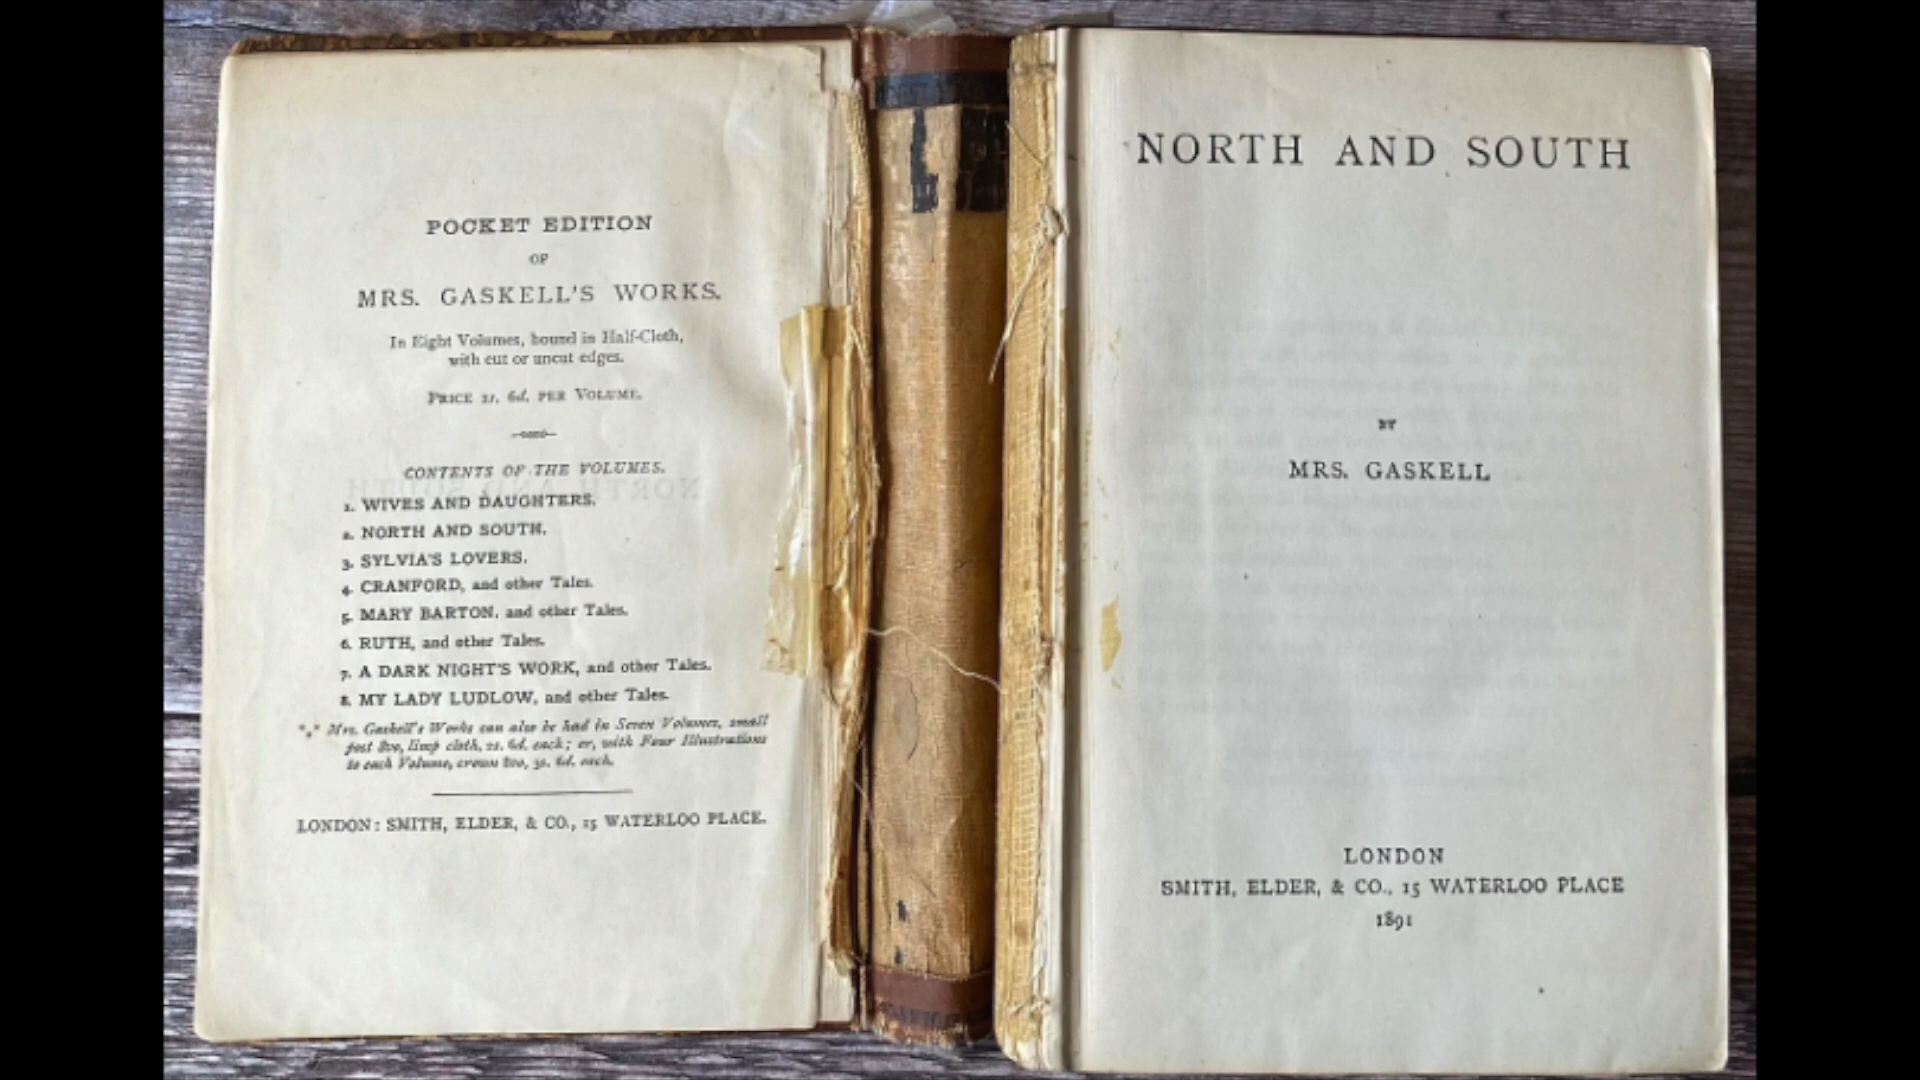 POCKET EDITION
OF
MRS. GASKELL'S WORKS.
In Eight Volumes, bound in Half-Cloth,
with cut or uncut edges.
PRICE 2s. 6d. PER VOLUME.
CONTENTS OF THE VOLUMES.
1. WIVES AND DAUGHTERS.
2. NORTH AND SOUTH.
3. SYLVIA'S LOVERS.
4. CRANFORD, and other Tales.
5. MARY BARTON, and other Tales.
6. RUTH, and other Tales.
7. A DARK NIGHT'S WORK, and other Tales.
8. MY LADY LUDLOW, and other Tales.
*** Mrs. Gaskell's Works can also be had in Seven Volumes, small
post 8vo, limp cloth, 2s. 6d. each; or, with Four Illustrations
to each Volume, crown 8vo, 3s. 6d. each.
LONDON: SMITH, ELDER, & CO., 15 WATERLOO PLACE.
NORTH AND SOUTH
BY
MRS. GASKELL
LONDON
SMITH, ELDER, & CO., 15 WATERLOO PLACE
1891